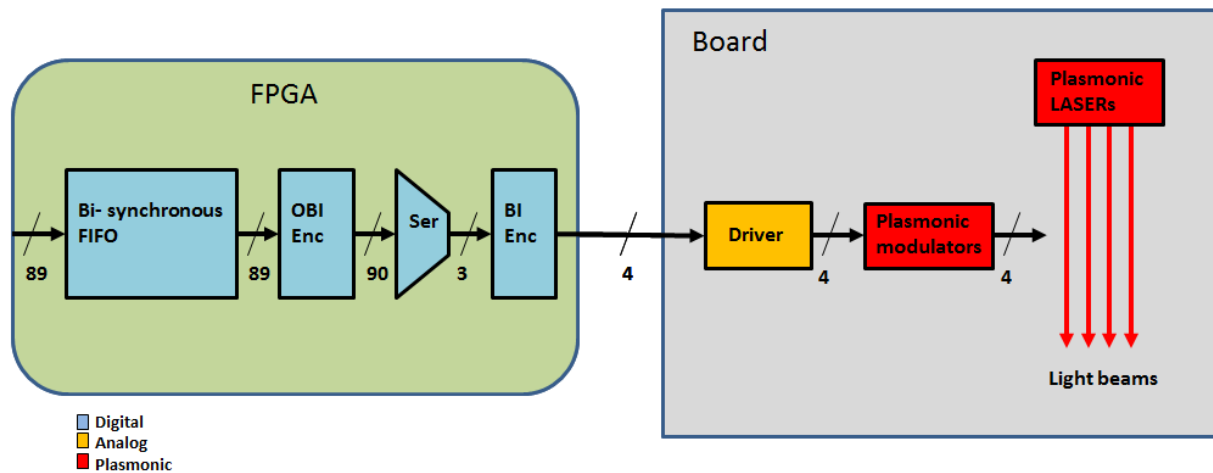 Board
FPGA
Plasmonic
LASERs
Bi- synchronous
FIFO
OBI
Enc
Ser
BI
Enc
Driver
Plasmonic
modulators
89
89
90
3
4
4
4
Light beams
Digital
Analog
Plasmonic